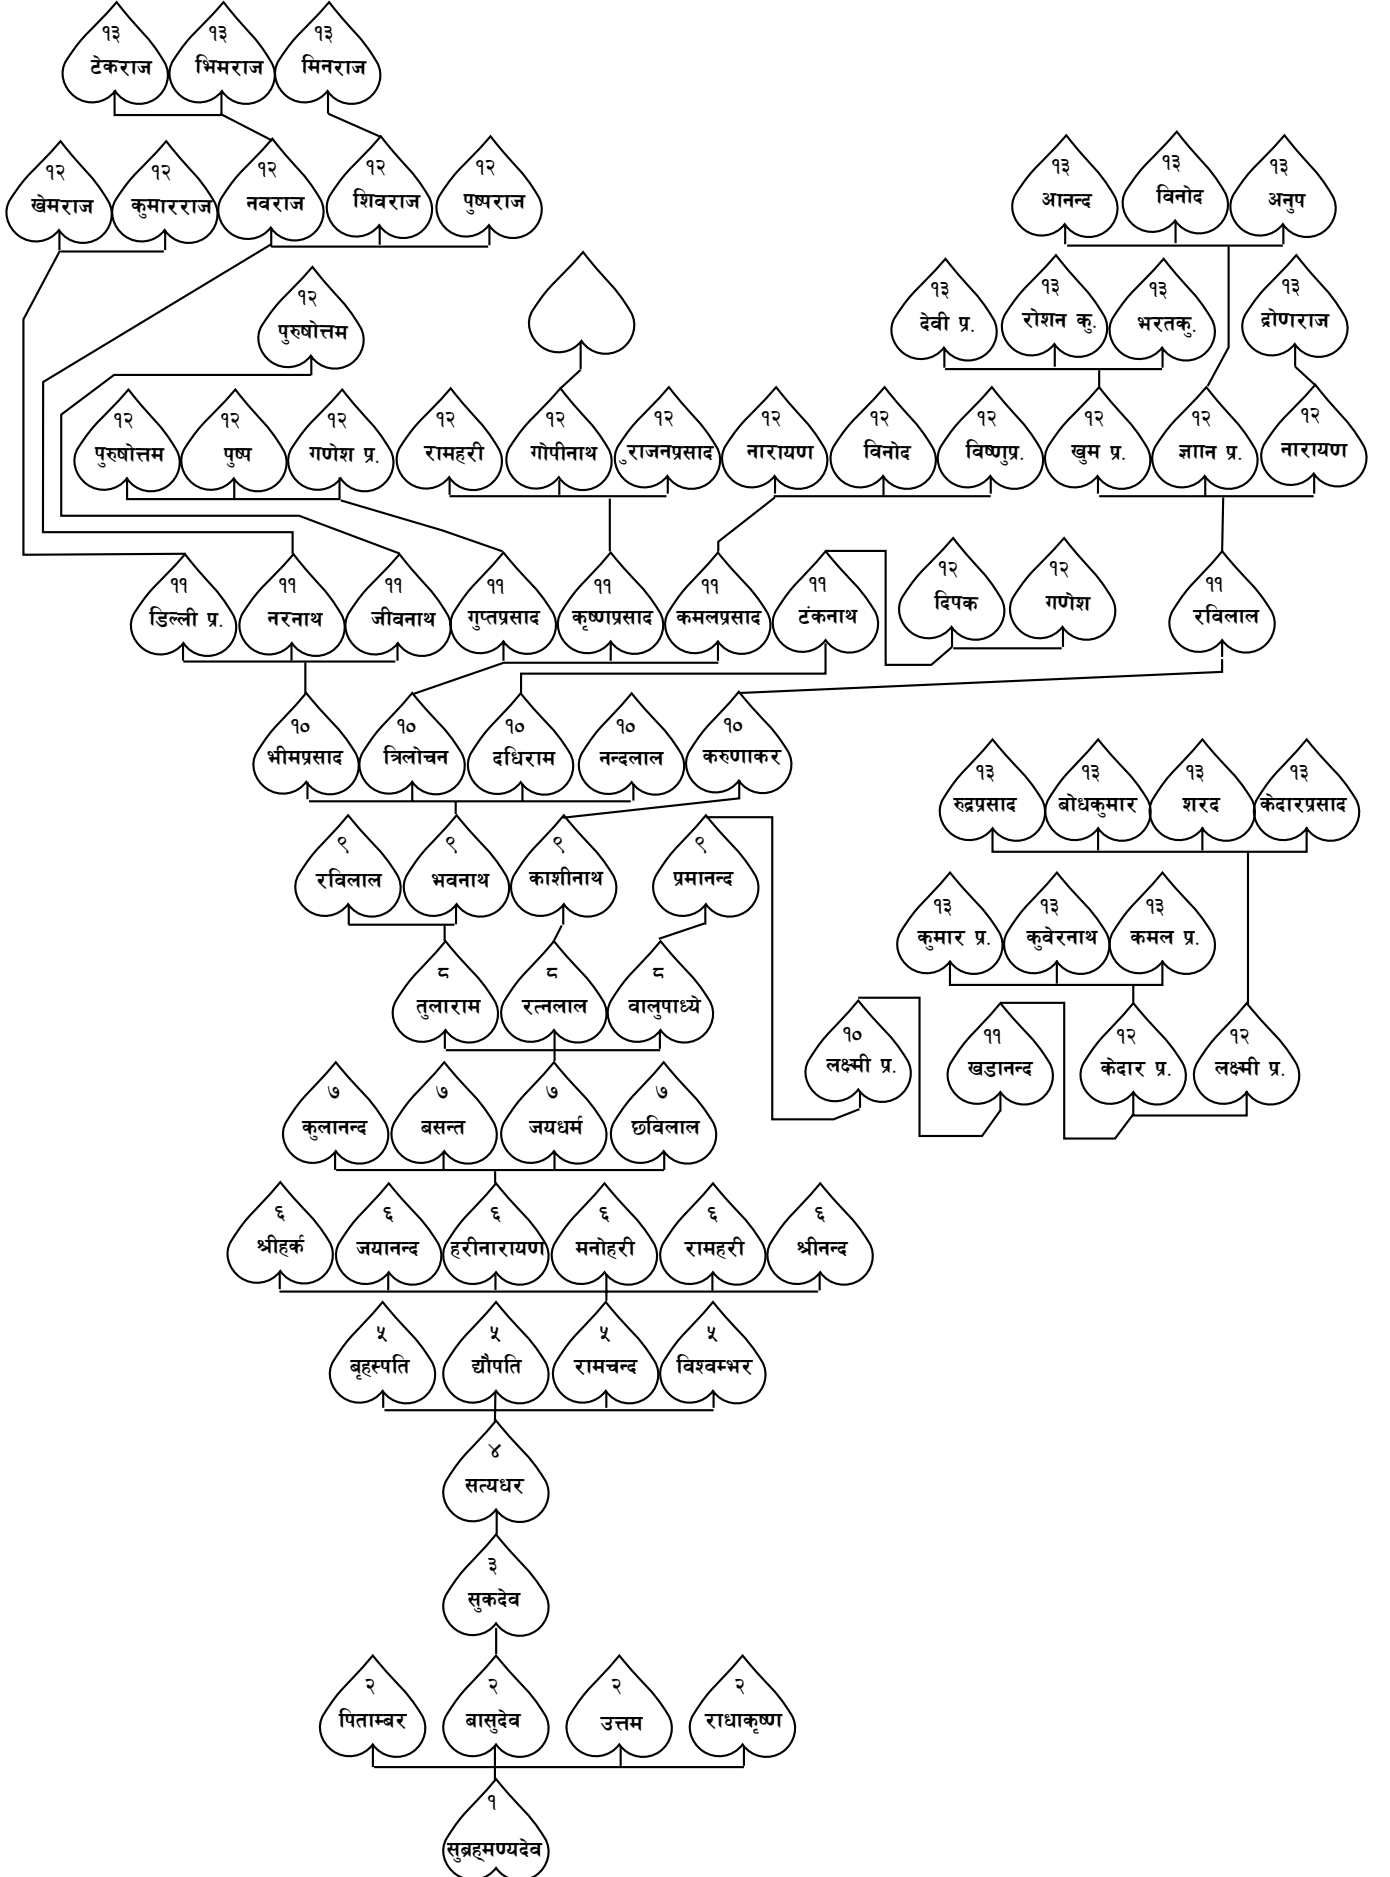 १३ १३ १३
टेकराज भिमराज मिनराज
१२ १२ १२ १२ १२
खेमराज कुमारराज नवराज शिवराज पुष्पराज
१३ १३ १३
आनन्द विनोद अनुप
१२
पुरुषोत्तम
१३ १३ १३ १३
देवी प्र. रोशन कु. भरतकु. द्रोणराज
१२ १२ १२ १२ १२ १२ १२ १२ १२ १२ १२ १२
पुरुषोत्तम पुष्प गणेश प्र. रामहरी गोपीनाथ ुराजनप्रसाद नारायण विनोद विष्णुप्र. खुम प्र. ज्ञाान प्र. नारायण
११ ११ ११ ११ ११ ११ ११ १२ १२ ११
डिल्ली प्र. नरनाथ जीवनाथ गुप्तप्रसाद कृष्णप्रसाद कमलप्रसाद टंकनाथ दिपक गणेश रविलाल
१० १० १० १० १०
भीमप्रसाद त्रिलोचन दधिराम नन्दलाल करुणाकर
१३ १३ १३ १३
रुद्रप्रसाद बोधकुमार शरद केदारप्रसाद
९ ९ ९ ९
रविलाल भवनाथ काशीनाथ प्रमानन्द
१३ १३ १३
कुमार प्र. कुवेरनाथ कमल प्र.
८ ८ ८
तुलाराम रत्नलाल वालुपाध्ये
१० ११ १२ १२
लक्ष्मी प्र. खडानन्द केदार प्र. लक्ष्मी प्र.
७ ७ ७ ७
कुलानन्द बसन्त जयधर्म छविलाल
६ ६ ६ ६ ६ ६
श्रीहर्क जयानन्द हरीनारायण मनोहरी रामहरी श्रीनन्द
५ ५ ५ ५
बृहस्पति द्यौपति रामचन्द विश्वम्भर
४
सत्यधर
३
सुकदेव
२ २ २ २
पिताम्बर बासुदेव उत्तम राधाकृष्ण
१
सुब्रह्मण्यदेव